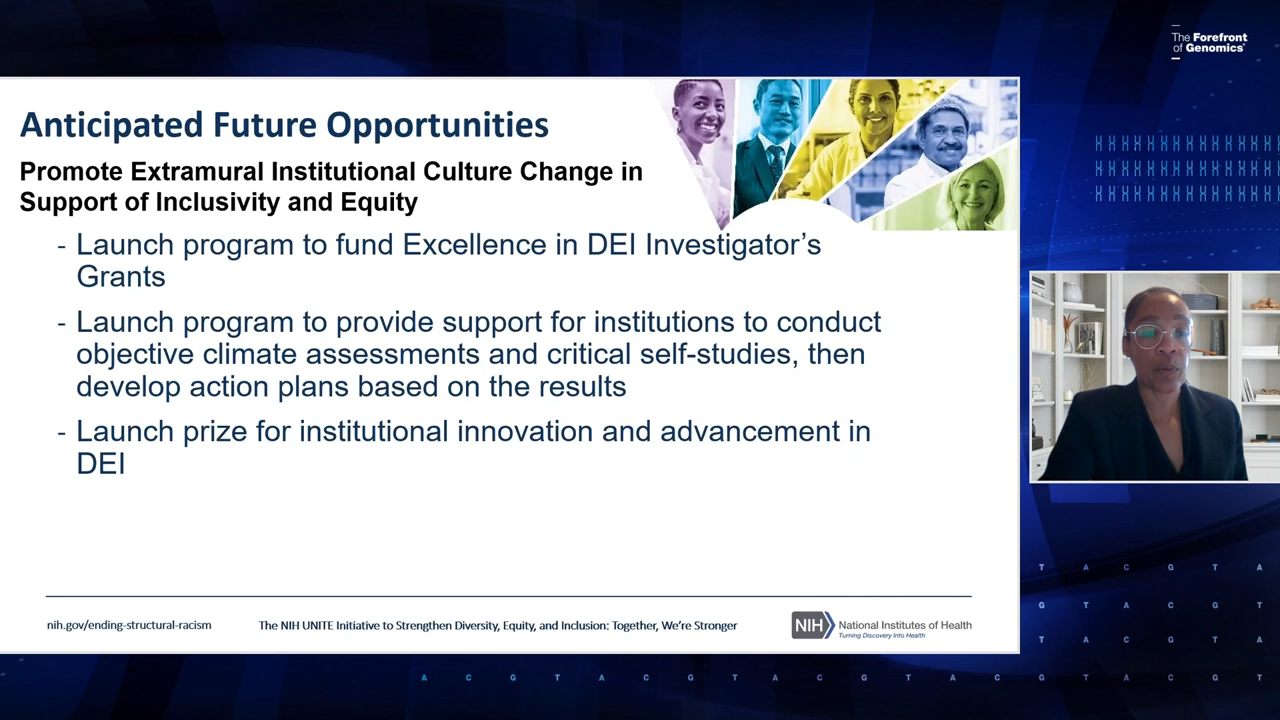 The Forefront
of Genomics®
Anticipated Future Opportunities
Promote Extramural Institutional Culture Change in
Support of Inclusivity and Equity
- Launch program to fund Excellence in DEI Investigator’s
Grants
- Launch program to provide support for institutions to conduct
objective climate assessments and critical self-studies, then
develop action plans based on the results
- Launch prize for institutional innovation and advancement in
DEI
nih.gov/ending-structural-racism
The NIH UNITE Initiative to Strengthen Diversity, Equity, and Inclusion: Together, We’re Stronger
NIH
National Institutes of Health
Turning Discovery Into Health
T A C G T A
G T A C G T
T A C G T A
A C G T A C G T A C G T A C G T A C G T